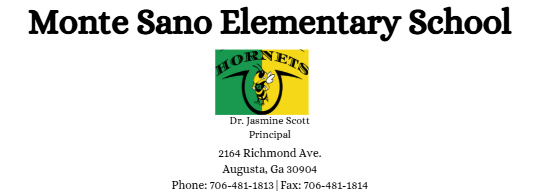 Monte Sano Elementary School
HORNETS
Dr. Jasmine Scott
Principal
2164 Richmond Ave.
Augusta, Ga 30904
Phone: 706-481-1813 | Fax: 706-481-1814